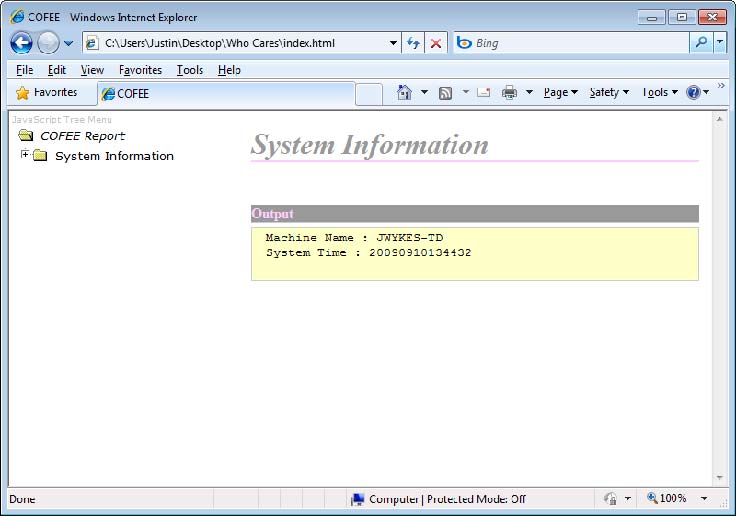 COFEE - Windows Internet Explorer
C:\Users\Justin\Desktop\Who Cares\index.html
Bing
File Edit View Favorites Tools Help
Favorites
COFEE
Page Safety Tools
JavaScript Tree Menu
COFEE Report
System Information
System Information
Output
Machine Name : JWYKES-TD
System Time : 20090910134432
Done
Computer | Protected Mode: Off
100%